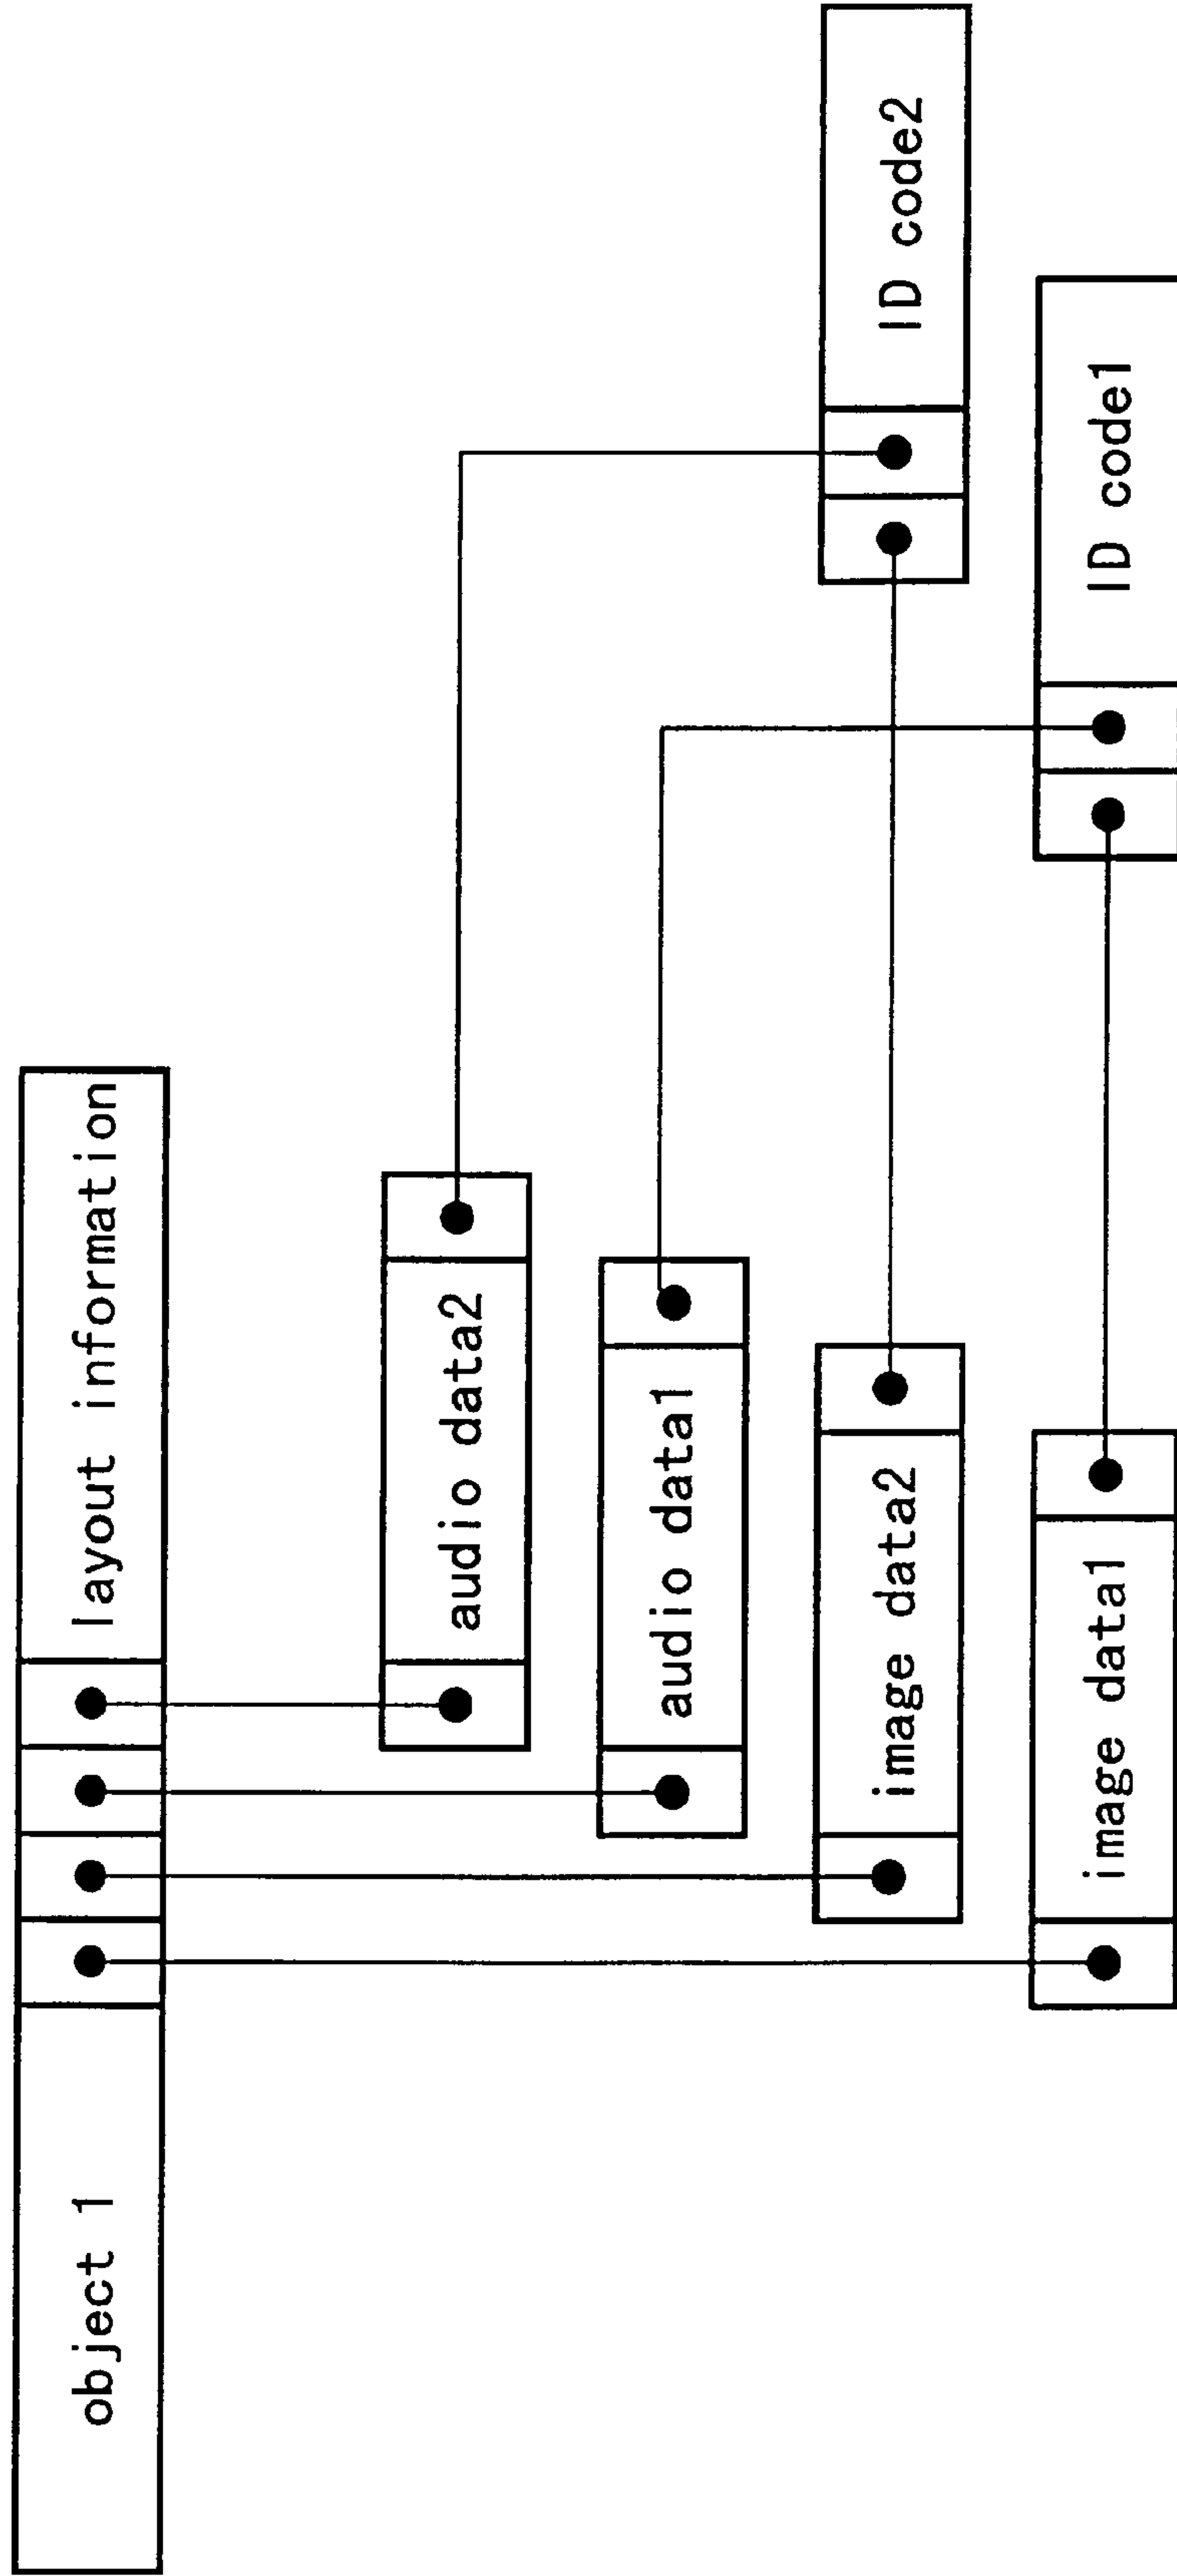 object 1 layout information
audio data2
audio data1
image data2 ID code2
image data1 ID code1